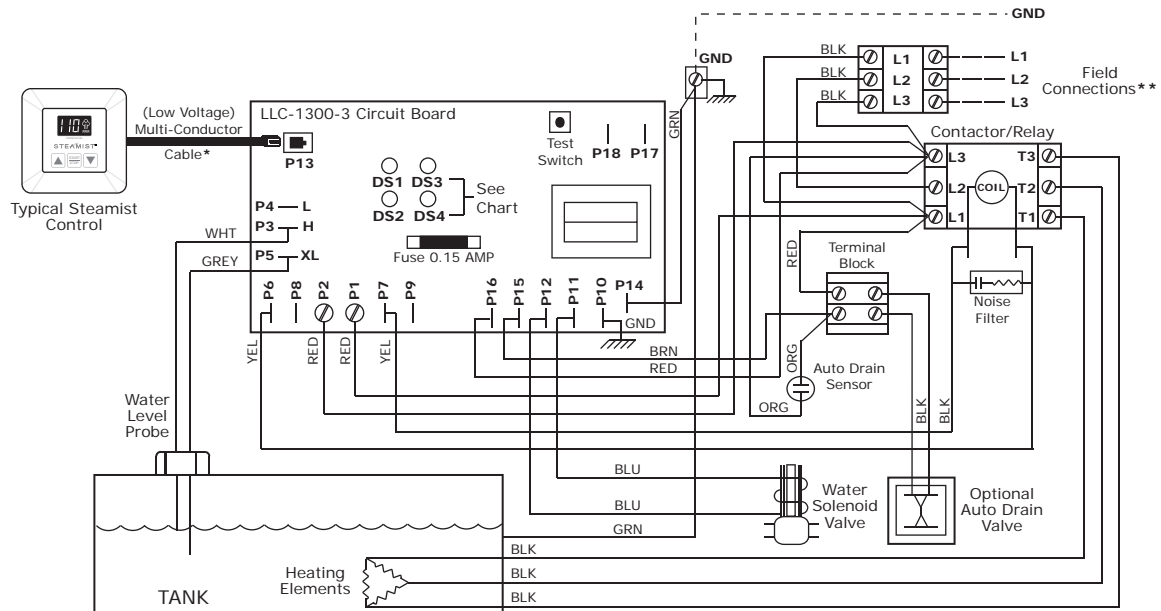 GND
GND
BLK
L1
L1
BLK
L2
L2
BLK
L3
L3
Field
Connections**
(Low Voltage)
Multi-Conductor
Cable*
110
STEAMIST
Typical Steamist
Control
LLC-1300-3 Circuit Board
P13
Test
Switch
P18
P17
GRN
DS1
DS3
DS2
DS4
See
Chart
Fuse 0.15 AMP
P4
L
P3
H
P5
XL
WHT
GREY
P6
P8
P2
P1
P7
P9
P16
P15
P12
P11
P10
P14
GND
Contactor/Relay
L3
T3
L2
COIL
T2
L1
T1
RED
Terminal
Block
Noise
Filter
YEL
RED
RED
YEL
BRN
RED
ORG
Auto Drain
Sensor
ORG
BLK
BLK
Water
Level
Probe
BLU
BLU
GRN
Water
Solenoid
Valve
Optional
Auto Drain
Valve
BLK
BLK
BLK
Heating
Elements
TANK